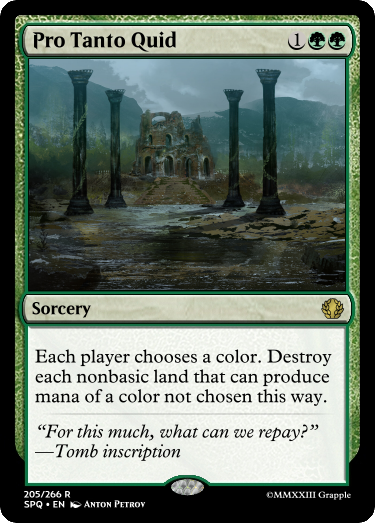 Pro Tanto Quid 1
Sorcery
Each player chooses a color. Destroy
each nonbasic land that can produce
mana of a color not chosen this way.
“For this much, what can we repay?”
—Tomb inscription
205/266 R
SPQ • EN Anton Petrov
©MMXXIII Grapple